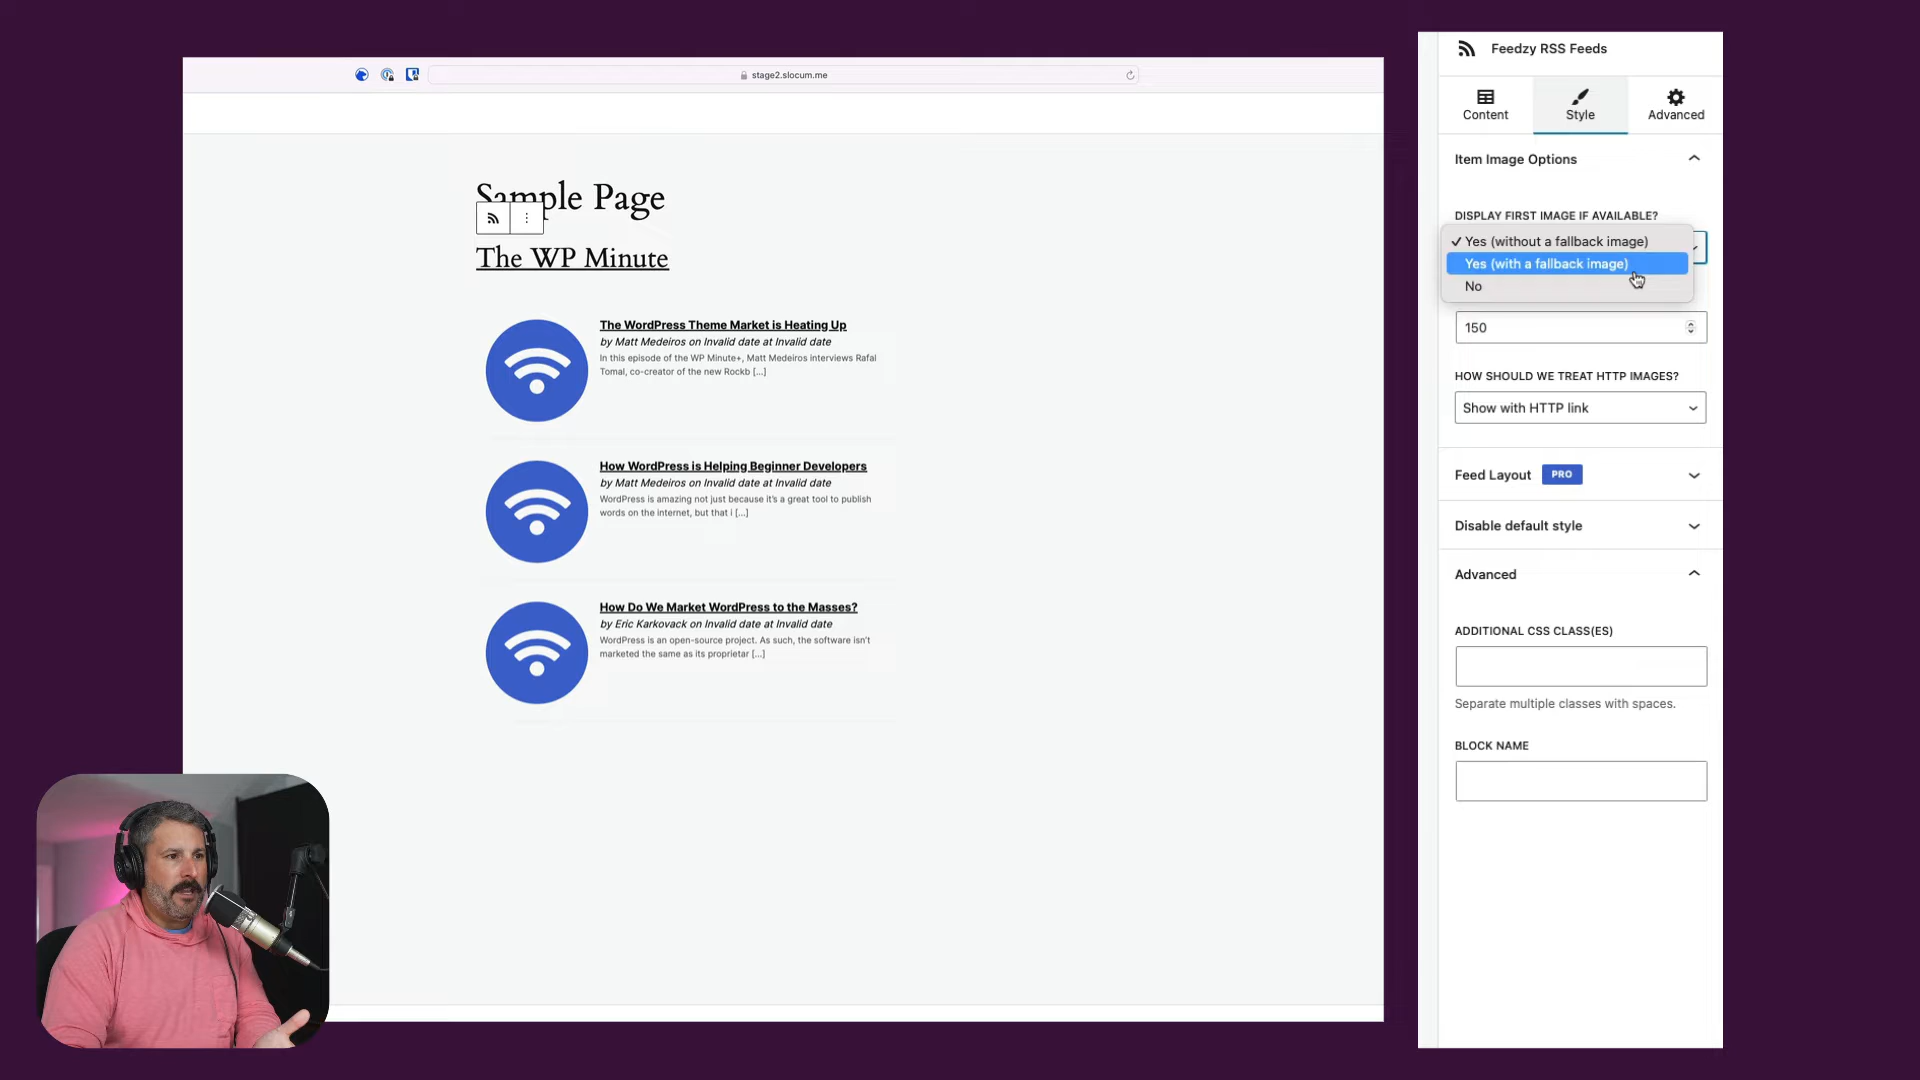 stage2.slocum.me
Sample Page
The WP Minute
The WordPress Theme Market is Heating Up
by Matt Medeiros on Invalid date at Invalid date
In this episode of the WP Minute+, Matt Medeiros interviews Rafal
Tomal, co-creator of the new Rockb [...]
How WordPress is Helping Beginner Developers
by Matt Medeiros on Invalid date at Invalid date
WordPress is amazing not just because it's a great tool to publish
words on the internet, but that i [...]
How Do We Market WordPress to the Masses?
by Eric Karkovack on Invalid date at Invalid date
WordPress is an open-source project. As such, the software isn't
marketed the same as its proprietar [...]
Feedzy RSS Feeds
Content
Style
Advanced
Item Image Options
DISPLAY FIRST IMAGE IF AVAILABLE?
Yes (without a fallback image)
Yes (with a fallback image)
No
150
HOW SHOULD WE TREAT HTTP IMAGES?
Show with HTTP link
Feed Layout PRO
Disable default style
Advanced
ADDITIONAL CSS CLASS(ES)
Separate multiple classes with spaces.
BLOCK NAME